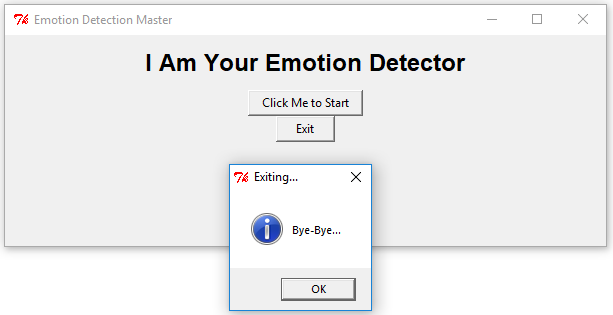 Emotion Detection Master
I Am Your Emotion Detector
Click Me to Start
Exit
Exiting...
Bye-Bye...
OK